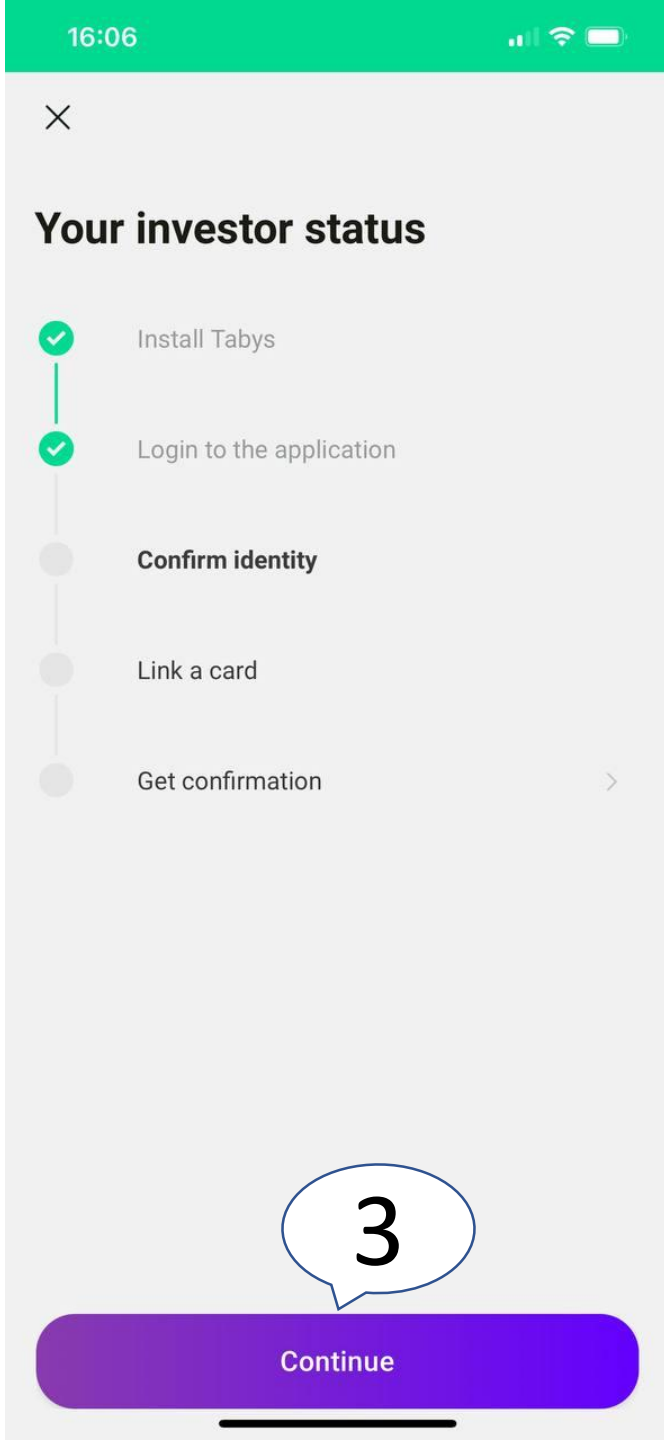 16:06
Your investor status
Install Tabys
Login to the application
Confirm identity
Link a card
Get confirmation
3
Continue